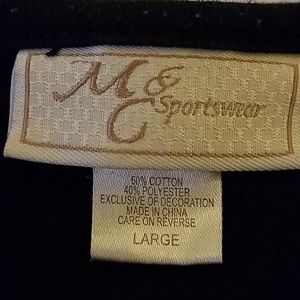 M&C Sportswear
60% COTTON
40% POLYESTER
EXCLUSIVE OF DECORATION
MADE IN CHINA
CARE ON REVERSE
LARGE